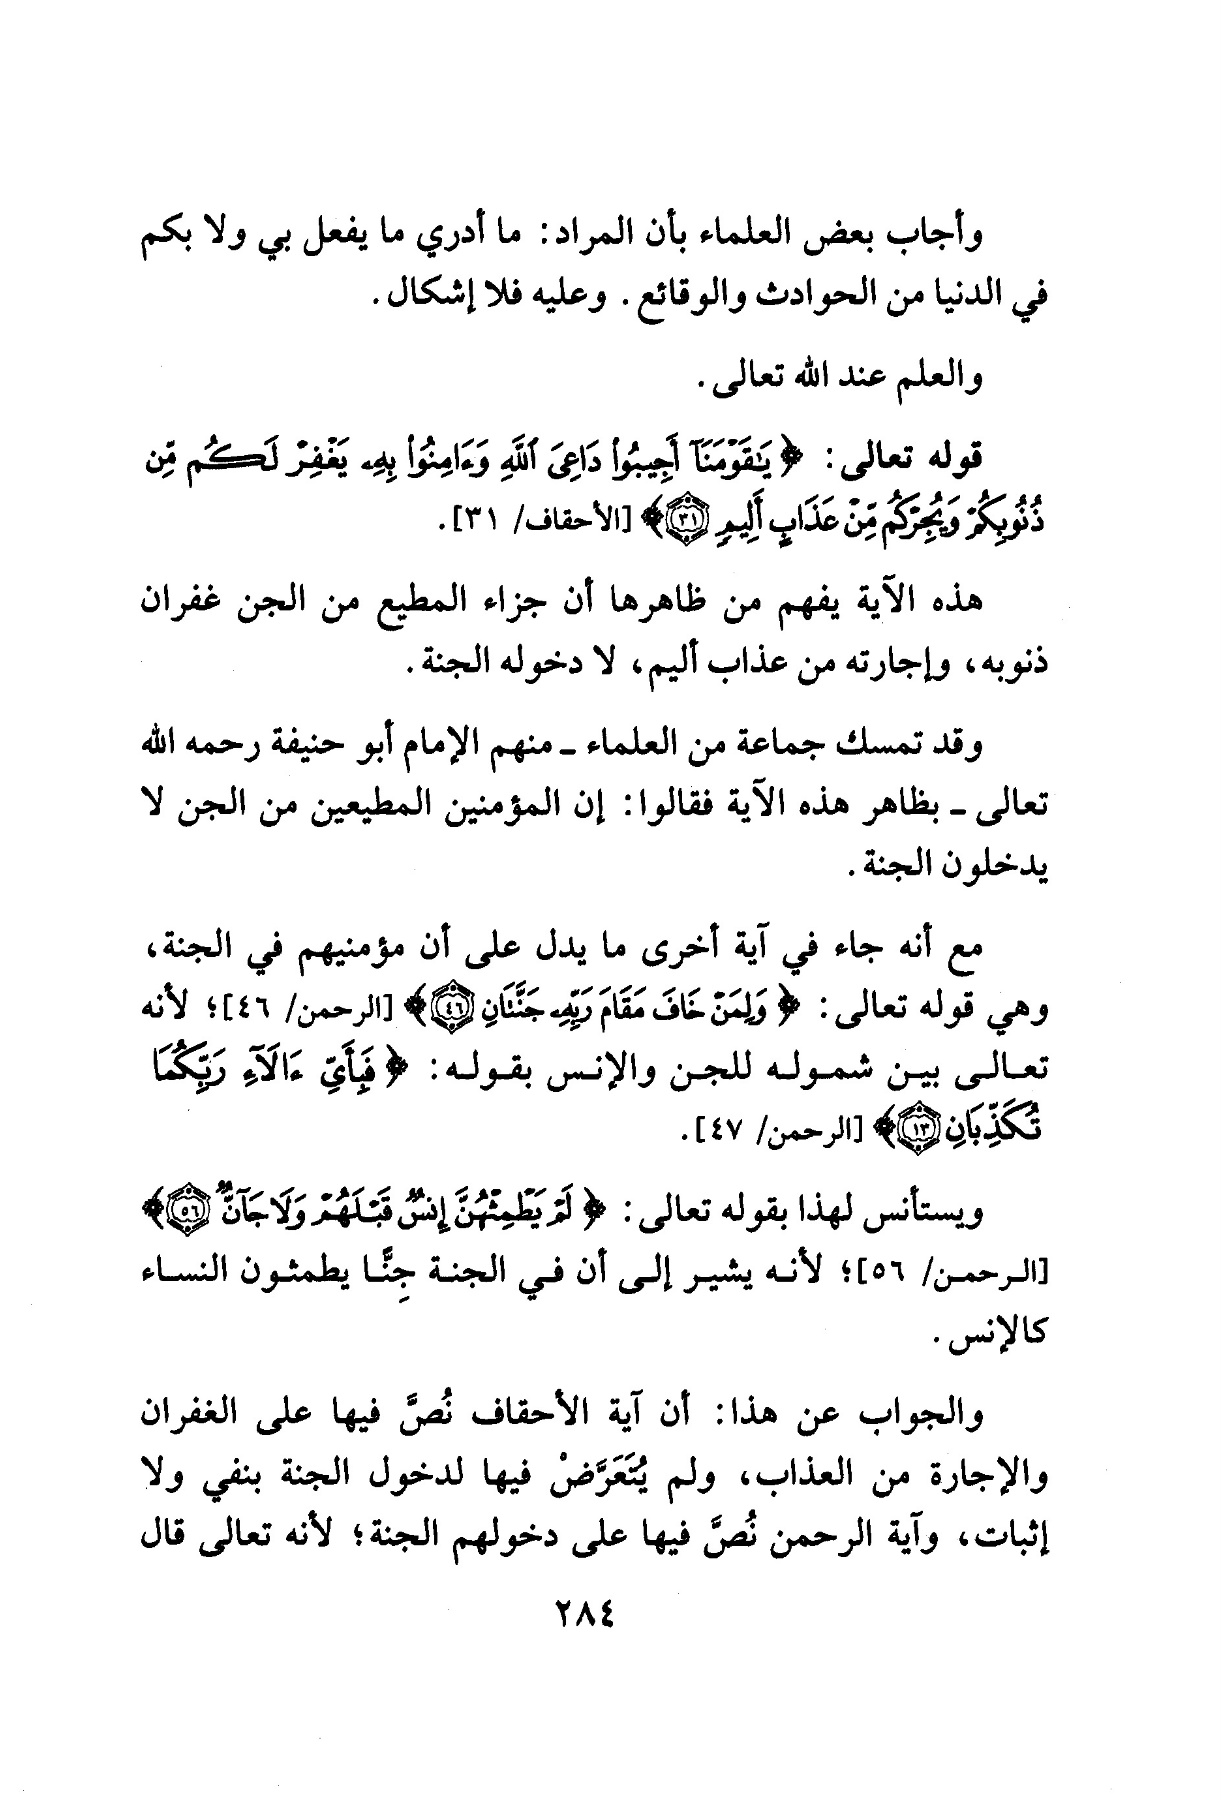 وأجاب بعض العلماء بأن المراد: ما أدري ما يفعل بي ولا بكم
في الدنيا من الحوادث والوقائع. وعليه فلا إشكال.
والعلم عند الله تعالى.
قوله تعالى: ﴿ يَٰقَوۡمَنَآ أَجِيبُواْ دَاعِيَ ٱللَّهِ وَءَامِنُواْ بِهِۦ يَغۡفِرۡ لَكُم مِّن
ذُنُوبِكُمۡ وَيُجِرۡكُم مِّنۡ عَذَابٍ أَلِيمٖ ٣١﴾ [الأحقاف/ ٣١].
هذه الآية يفهم من ظاهرها أن جزاء المطيع من الجن غفران
ذنوبه، وإجارته من عذاب أليم، لا دخوله الجنة.
وقد تمسك جماعة من العلماء ـ منهم الإمام أبو حنيفة رحمه الله
تعالى ـ بظاهر هذه الآية فقالوا: إن المؤمنين المطيعين من الجن لا
يدخلون الجنة.
مع أنه جاء في آية أخرى ما يدل على أن مؤمنيهم في الجنة،
وهي قوله تعالى: ﴿ وَلِمَنۡ خَافَ مَقَامَ رَبِّهِۦ جَنَّتَانِ ٤٦﴾ [الرحمن/ ٤٦]؛ لأنه
تعالى بين شموله للجن والإنس بقوله: ﴿ فَبِأَيِّ ءَالَآءِ رَبِّكُمَا
تُكَذِّبَانِ ١٣﴾ [الرحمن/ ٤٧].
ويستأنس لهذا بقوله تعالى: ﴿ لَمۡ يَطۡمِثۡهُنَّ إِنسٞ قَبۡلَهُمۡ وَلَا جَآنّٞ ٥٦﴾
[الرحمن/ ٥٦]؛ لأنه يشير إلى أن في الجنة جِنًّا يطمثون النساء
كالإنس.
والجواب عن هذا: أن آية الأحقاف نُصَّ فيها على الغفران
والإجارة من العذاب، ولم يُتَعَرَّضْ فيها لدخول الجنة بنفي ولا
إثبات، وآية الرحمن نُصَّ فيها على دخولهم الجنة؛ لأنه تعالى قال
٢٨٤